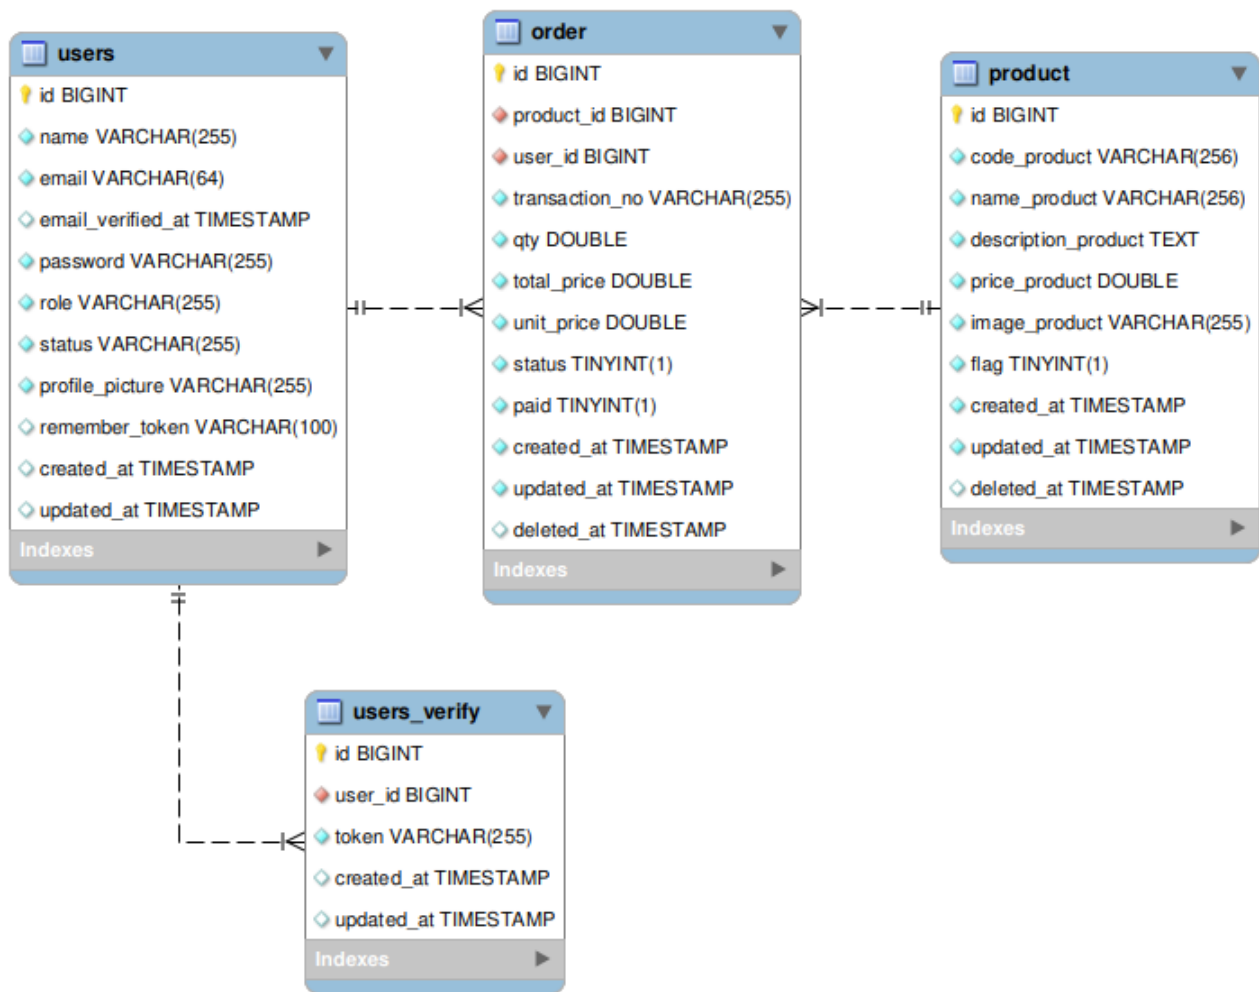 users
id BIGINT
name VARCHAR(255)
email VARCHAR(64)
email_verified_at TIMESTAMP
password VARCHAR(255)
role VARCHAR(255)
status VARCHAR(255)
profile_picture VARCHAR(255)
remember_token VARCHAR(100)
created_at TIMESTAMP
updated_at TIMESTAMP
Indexes
order
id BIGINT
product_id BIGINT
user_id BIGINT
transaction_no VARCHAR(255)
qty DOUBLE
total_price DOUBLE
unit_price DOUBLE
status TINYINT(1)
paid TINYINT(1)
created_at TIMESTAMP
updated_at TIMESTAMP
deleted_at TIMESTAMP
Indexes
product
id BIGINT
code_product VARCHAR(256)
name_product VARCHAR(256)
description_product TEXT
price_product DOUBLE
image_product VARCHAR(255)
flag TINYINT(1)
created_at TIMESTAMP
updated_at TIMESTAMP
deleted_at TIMESTAMP
Indexes
users_verify
id BIGINT
user_id BIGINT
token VARCHAR(255)
created_at TIMESTAMP
updated_at TIMESTAMP
Indexes